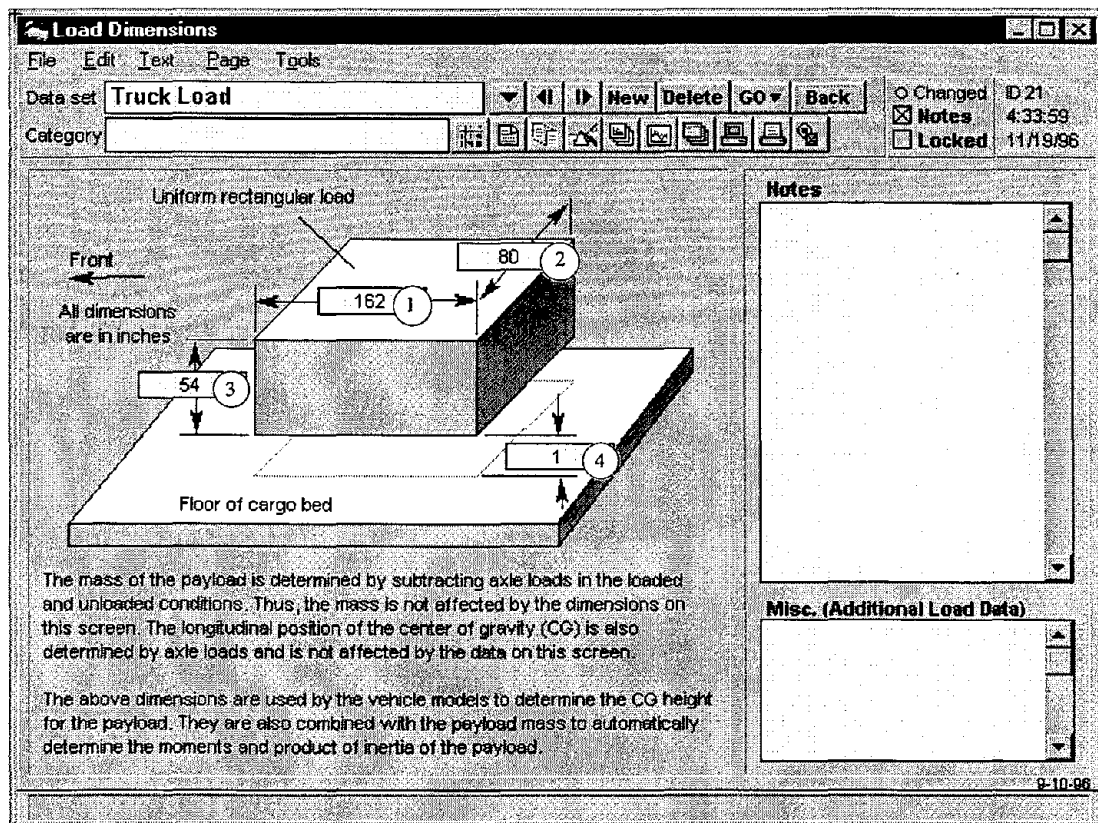 Load Dimensions
File Edit Text Page Tools
Data set Truck Load New Delete GO Back Changed ID 21
Notes 4:33:59
Category Locked 11/19/96
Uniform rectangular load
Front
All dimensions
are in inches
80 2
162 1
54 3
1 4
Floor of cargo bed
The mass of the payload is determined by subtracting axle loads in the loaded
and unloaded conditions. Thus, the mass is not affected by the dimensions on
this screen. The longitudinal position of the center of gravity (CG) is also
determined by axle loads and is not affected by the data on this screen.
The above dimensions are used by the vehicle models to determine the CG height
for the payload. They are also combined with the payload mass to automatically
determine the moments and product of inertia of the payload.
Notes
Misc. (Additional Load Data)
9-10-96